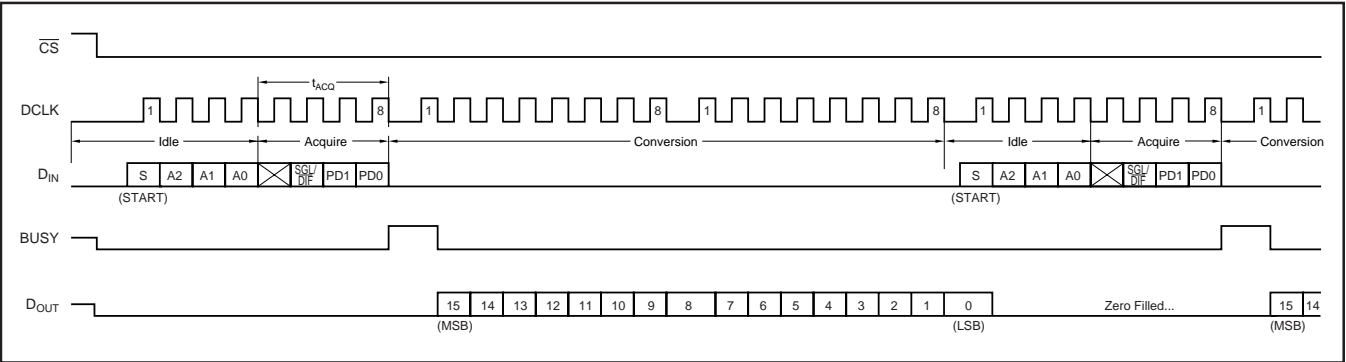 CS
tACQ
DCLK 1 8 1 8 1 8 1 8 1
Idle Acquire Conversion Idle Acquire Conversion
DIN S A2 A1 A0 SGL/DIF PD1 PD0 S A2 A1 A0 SGL/DIF PD1 PD0
(START) (START)
BUSY
DOUT 15 14 13 12 11 10 9 8 7 6 5 4 3 2 1 0 Zero Filled... 15 14
(MSB) (LSB) (MSB)